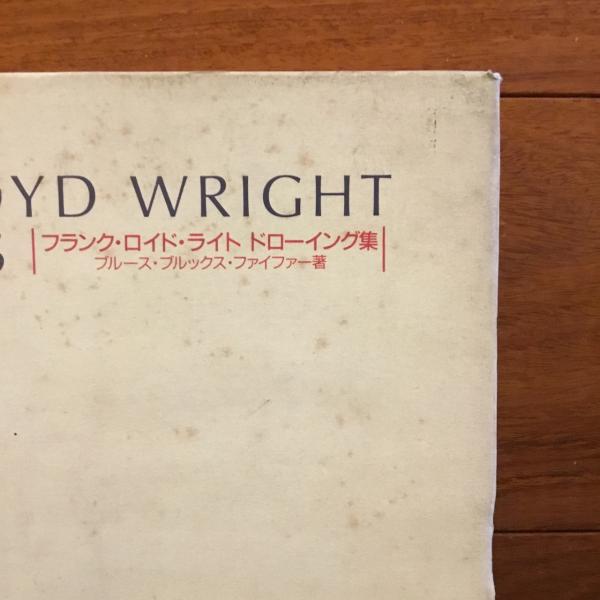 OYD WRIGHT
S
フランク・ロイド・ライト ドローイング集
ブルース・ブルックス・ファイファー著